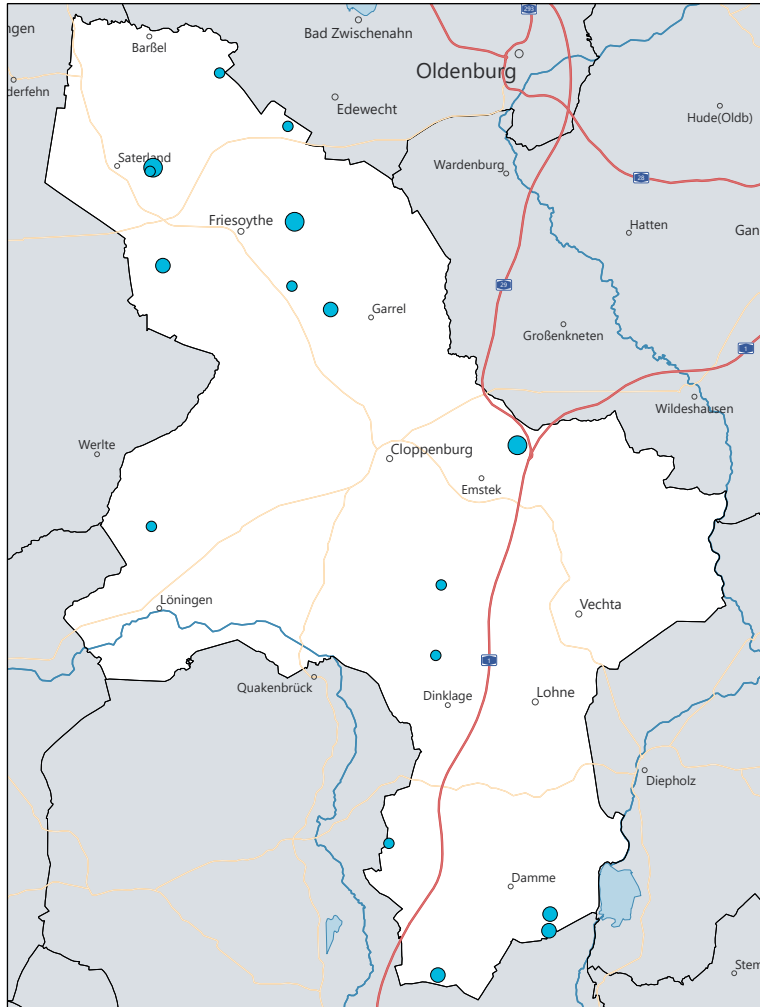 293
ngen
Barßel
Bad Zwischenahn
Oldenburg
derfehn
Edewecht
Hude(Oldb)
Saterland
Wardenburg
28
Friesoythe
Hatten
Gan
29
Garrel
Großenkneten
1
Wildeshausen
Werlte
Cloppenburg
Emstek
Löningen
Vechta
1
Quakenbrück
Dinklage
Lohne
Diepholz
Damme
Stem